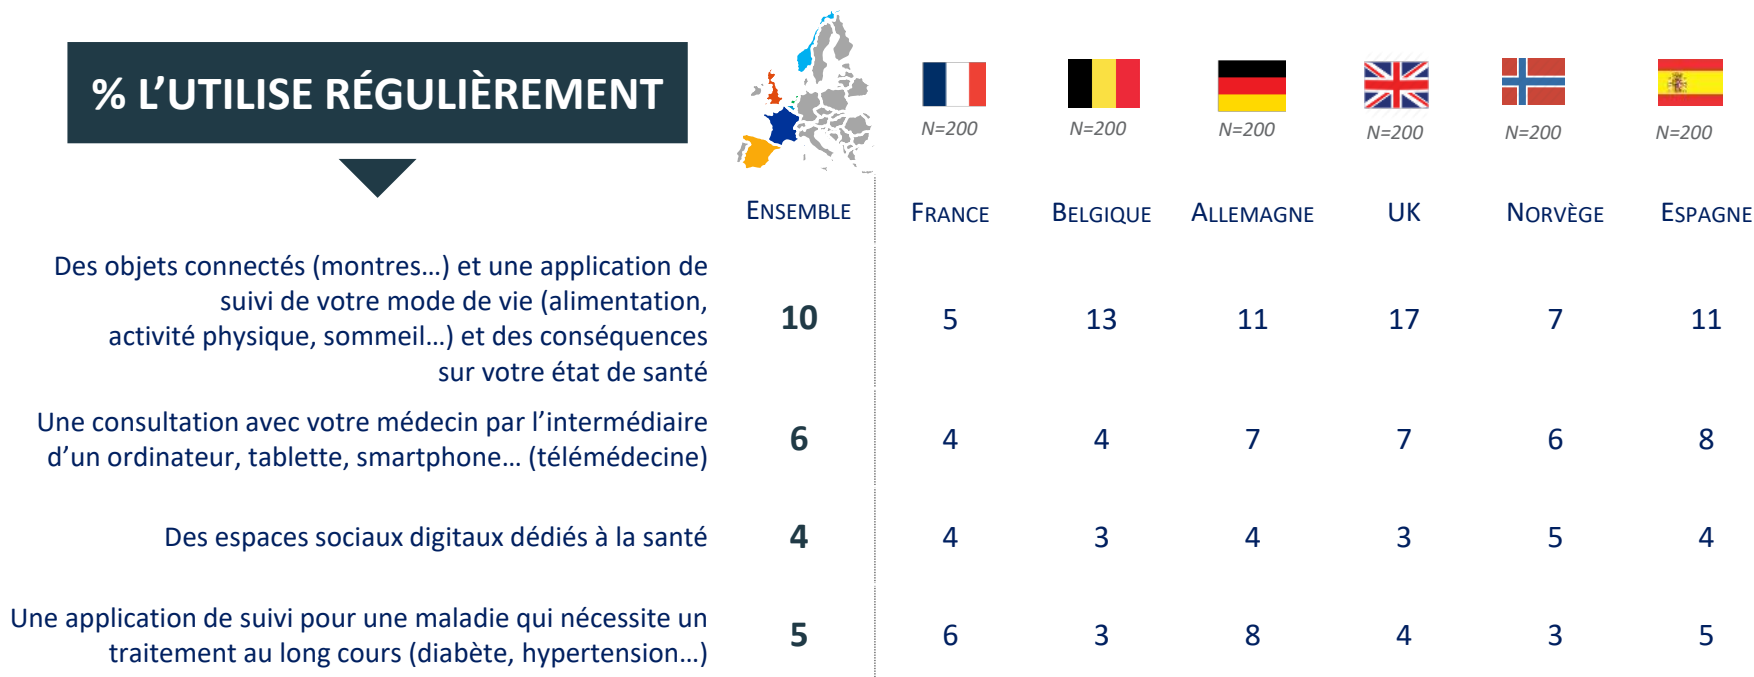 % L’UTILISE RÉGULIÈREMENT
N=200 N=200 N=200 N=200 N=200 N=200
ENSEMBLE FRANCE BELGIQUE ALLEMAGNE UK NORVÈGE ESPAGNE
Des objets connectés (montres…) et une application de
suivi de votre mode de vie (alimentation,
activité physique, sommeil…) et des conséquences
sur votre état de santé
10 5 13 11 17 7 11
Une consultation avec votre médecin par l’intermédiaire
d’un ordinateur, tablette, smartphone… (télémédecine)
6 4 4 7 7 6 8
Des espaces sociaux digitaux dédiés à la santé
4 4 3 4 3 5 4
Une application de suivi pour une maladie qui nécessite un
traitement au long cours (diabète, hypertension…)
5 6 3 8 4 3 5